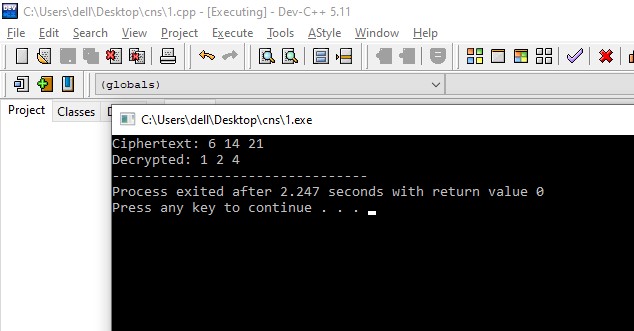 C:\Users\dell\Desktop\cns\1.cpp - [Executing] - Dev-C++ 5.11
File Edit Search View Project Execute Tools AStyle Window Help
(globals)
Project Classes
C:\Users\dell\Desktop\cns\1.exe
Ciphertext: 6 14 21
Decrypted: 1 2 4
--------------------------------
Process exited after 2.247 seconds with return value 0
Press any key to continue . . .